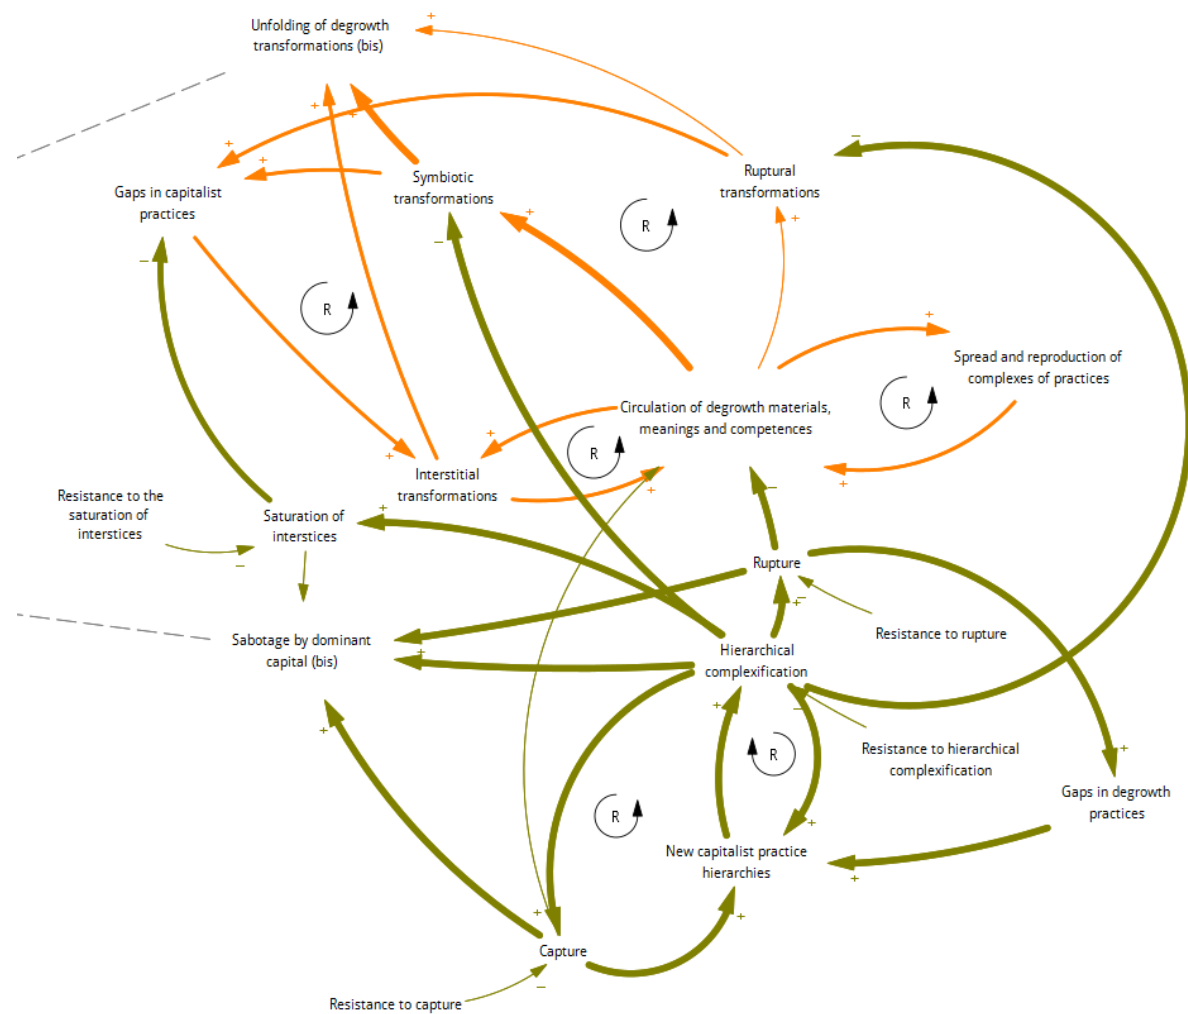 Unfolding of degrowth
transformations (bis)
+
+
+
+
+
Gaps in capitalist
practices
Symbiotic
transformations
Ruptural
transformations
–
+
+
R
–
–
R
+
Spread and reproduction of
complexes of practices
R
Circulation of degrowth materials,
meanings and competences
+
R
+
+
+
Interstitial
transformations
–
Resistance to the
saturation of
interstices
Saturation of
interstices
+
–
Rupture
+
–
Resistance to rupture
Sabotage by dominant
capital (bis)
+
Hierarchical
complexification
+
–
+
R
Resistance to hierarchical
complexification
+
Gaps in degrowth
practices
R
+
New capitalist practice
hierarchies
+
+
+
Capture
–
Resistance to capture